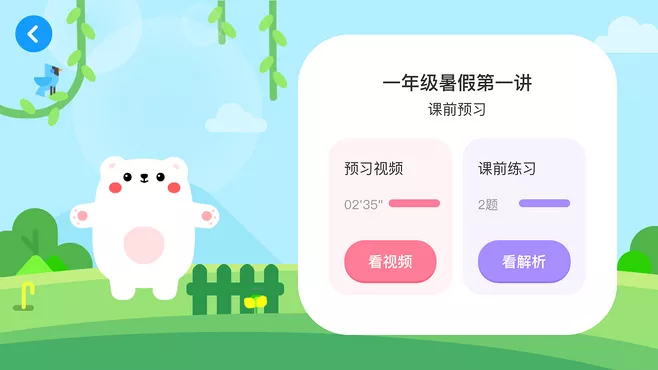 一年级暑假第一讲
课前预习
预习视频
02'35"
看视频
课前练习
2题
看解析